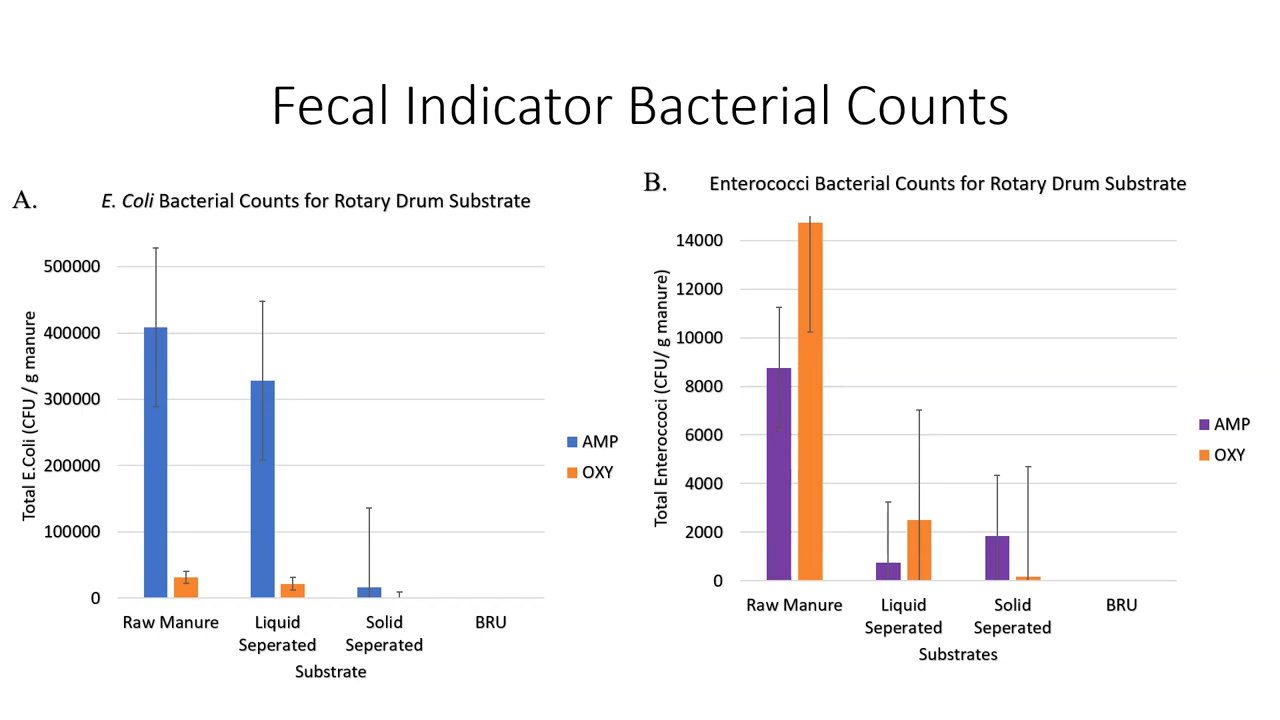 Fecal Indicator Bacterial Counts
A.
E. Coli Bacterial Counts for Rotary Drum Substrate
Total E.Coli (CFU / g manure
500000
400000
300000
200000
100000
0
Raw Manure
Liquid
Seperated
Solid
Seperated
BRU
Substrate
AMP
OXY
B.
Enterococci Bacterial Counts for Rotary Drum Substrate
Total Enteroccoci (CFU/ g manure)
14000
12000
10000
8000
6000
4000
2000
0
Raw Manure
Liquid
Seperated
Solid
Seperated
BRU
Substrates
AMP
OXY